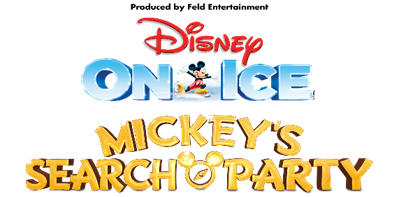 Produced by Feld Entertainment
Disney
ON ICE
MICKEY'S
SEARCH PARTY